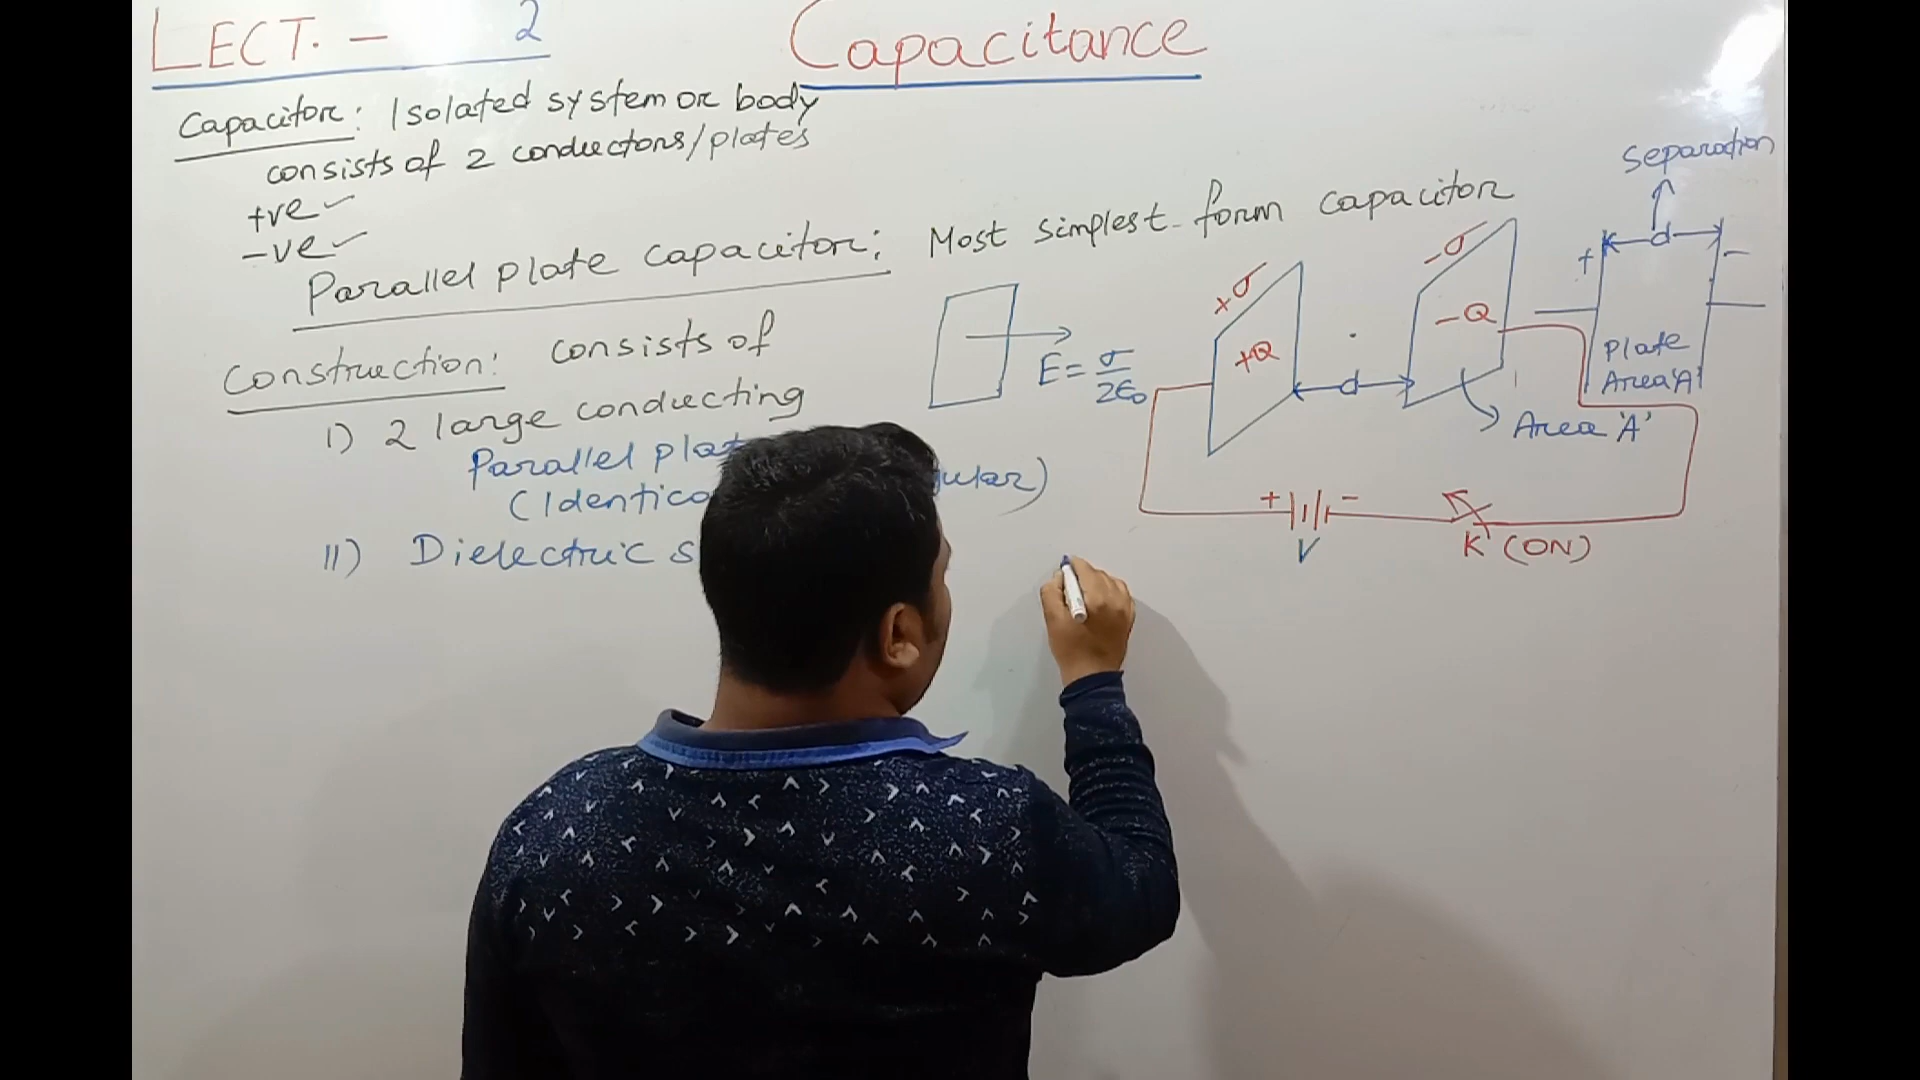 LECT. - 2
Capacitance
Capacitor: Isolated system or body
consists of 2 conductors/plates
+ve ✓
-ve ✓
Parallel plate capacitor: Most simplest form capacitor
Construction: consists of
I) 2 large conducting
Parallel plat
(Identica gular)
II) Dielectric s
E = σ/2ε₀
+σ
+Q
d
-σ
-Q
Area 'A'
+ -
V
K (ON)
Separation
+ d -
Plate
Area 'A'